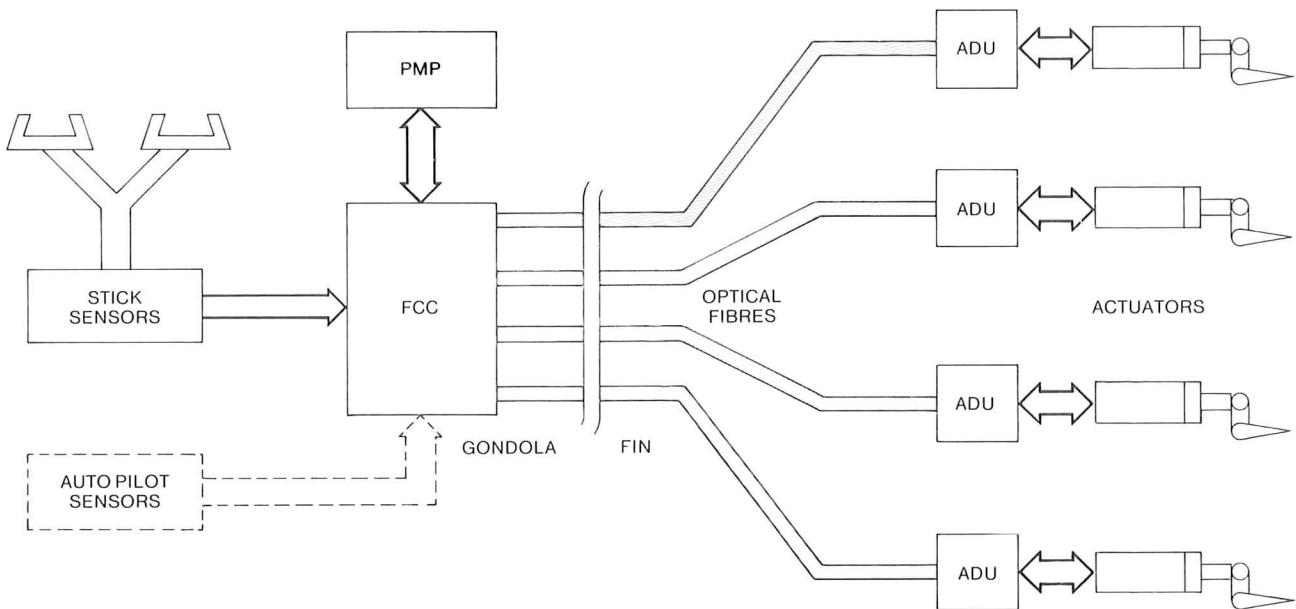 PMP
ADU
ADU
STICK
SENSORS
FCC
OPTICAL
FIBRES
ACTUATORS
ADU
GONDOLA
FIN
AUTO PILOT
SENSORS
ADU